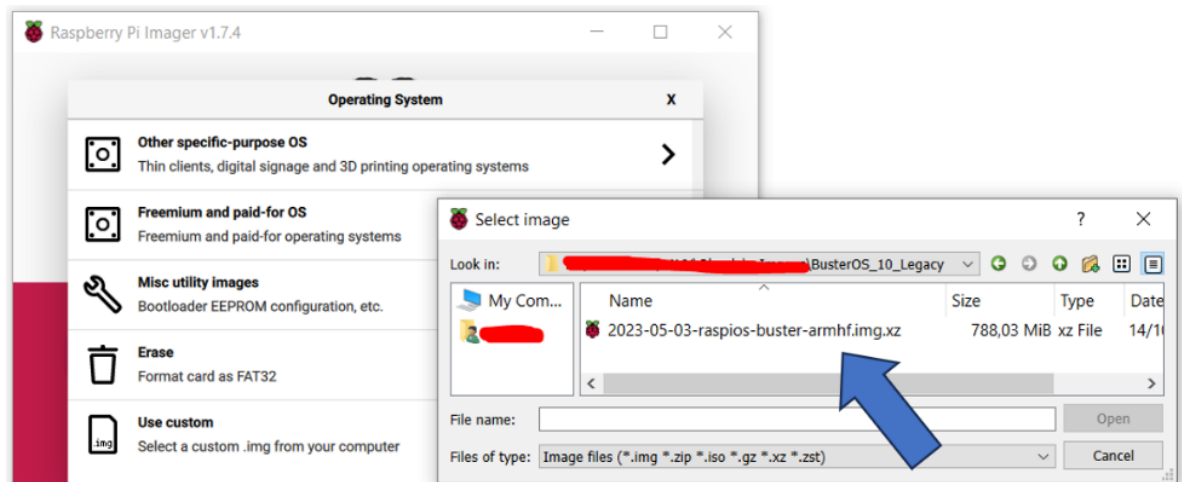 Raspberry Pi Imager v1.7.4
Operating System X
Other specific-purpose OS
Thin clients, digital signage and 3D printing operating systems
Freemium and paid-for OS
Freemium and paid-for operating systems
Misc utility images
Bootloader EEPROM configuration, etc.
Erase
Format card as FAT32
Use custom
.img
Select a custom .img from your computer
Select image
?
Look in: \BusterOS_10_Legacy
My Com...
Name Size Type Date
2023-05-03-raspios-buster-armhf.img.xz 788,03 MiB xz File 14/1
File name: Open
Files of type: Image files (*.img *.zip *.iso *.gz *.xz *.zst) Cancel